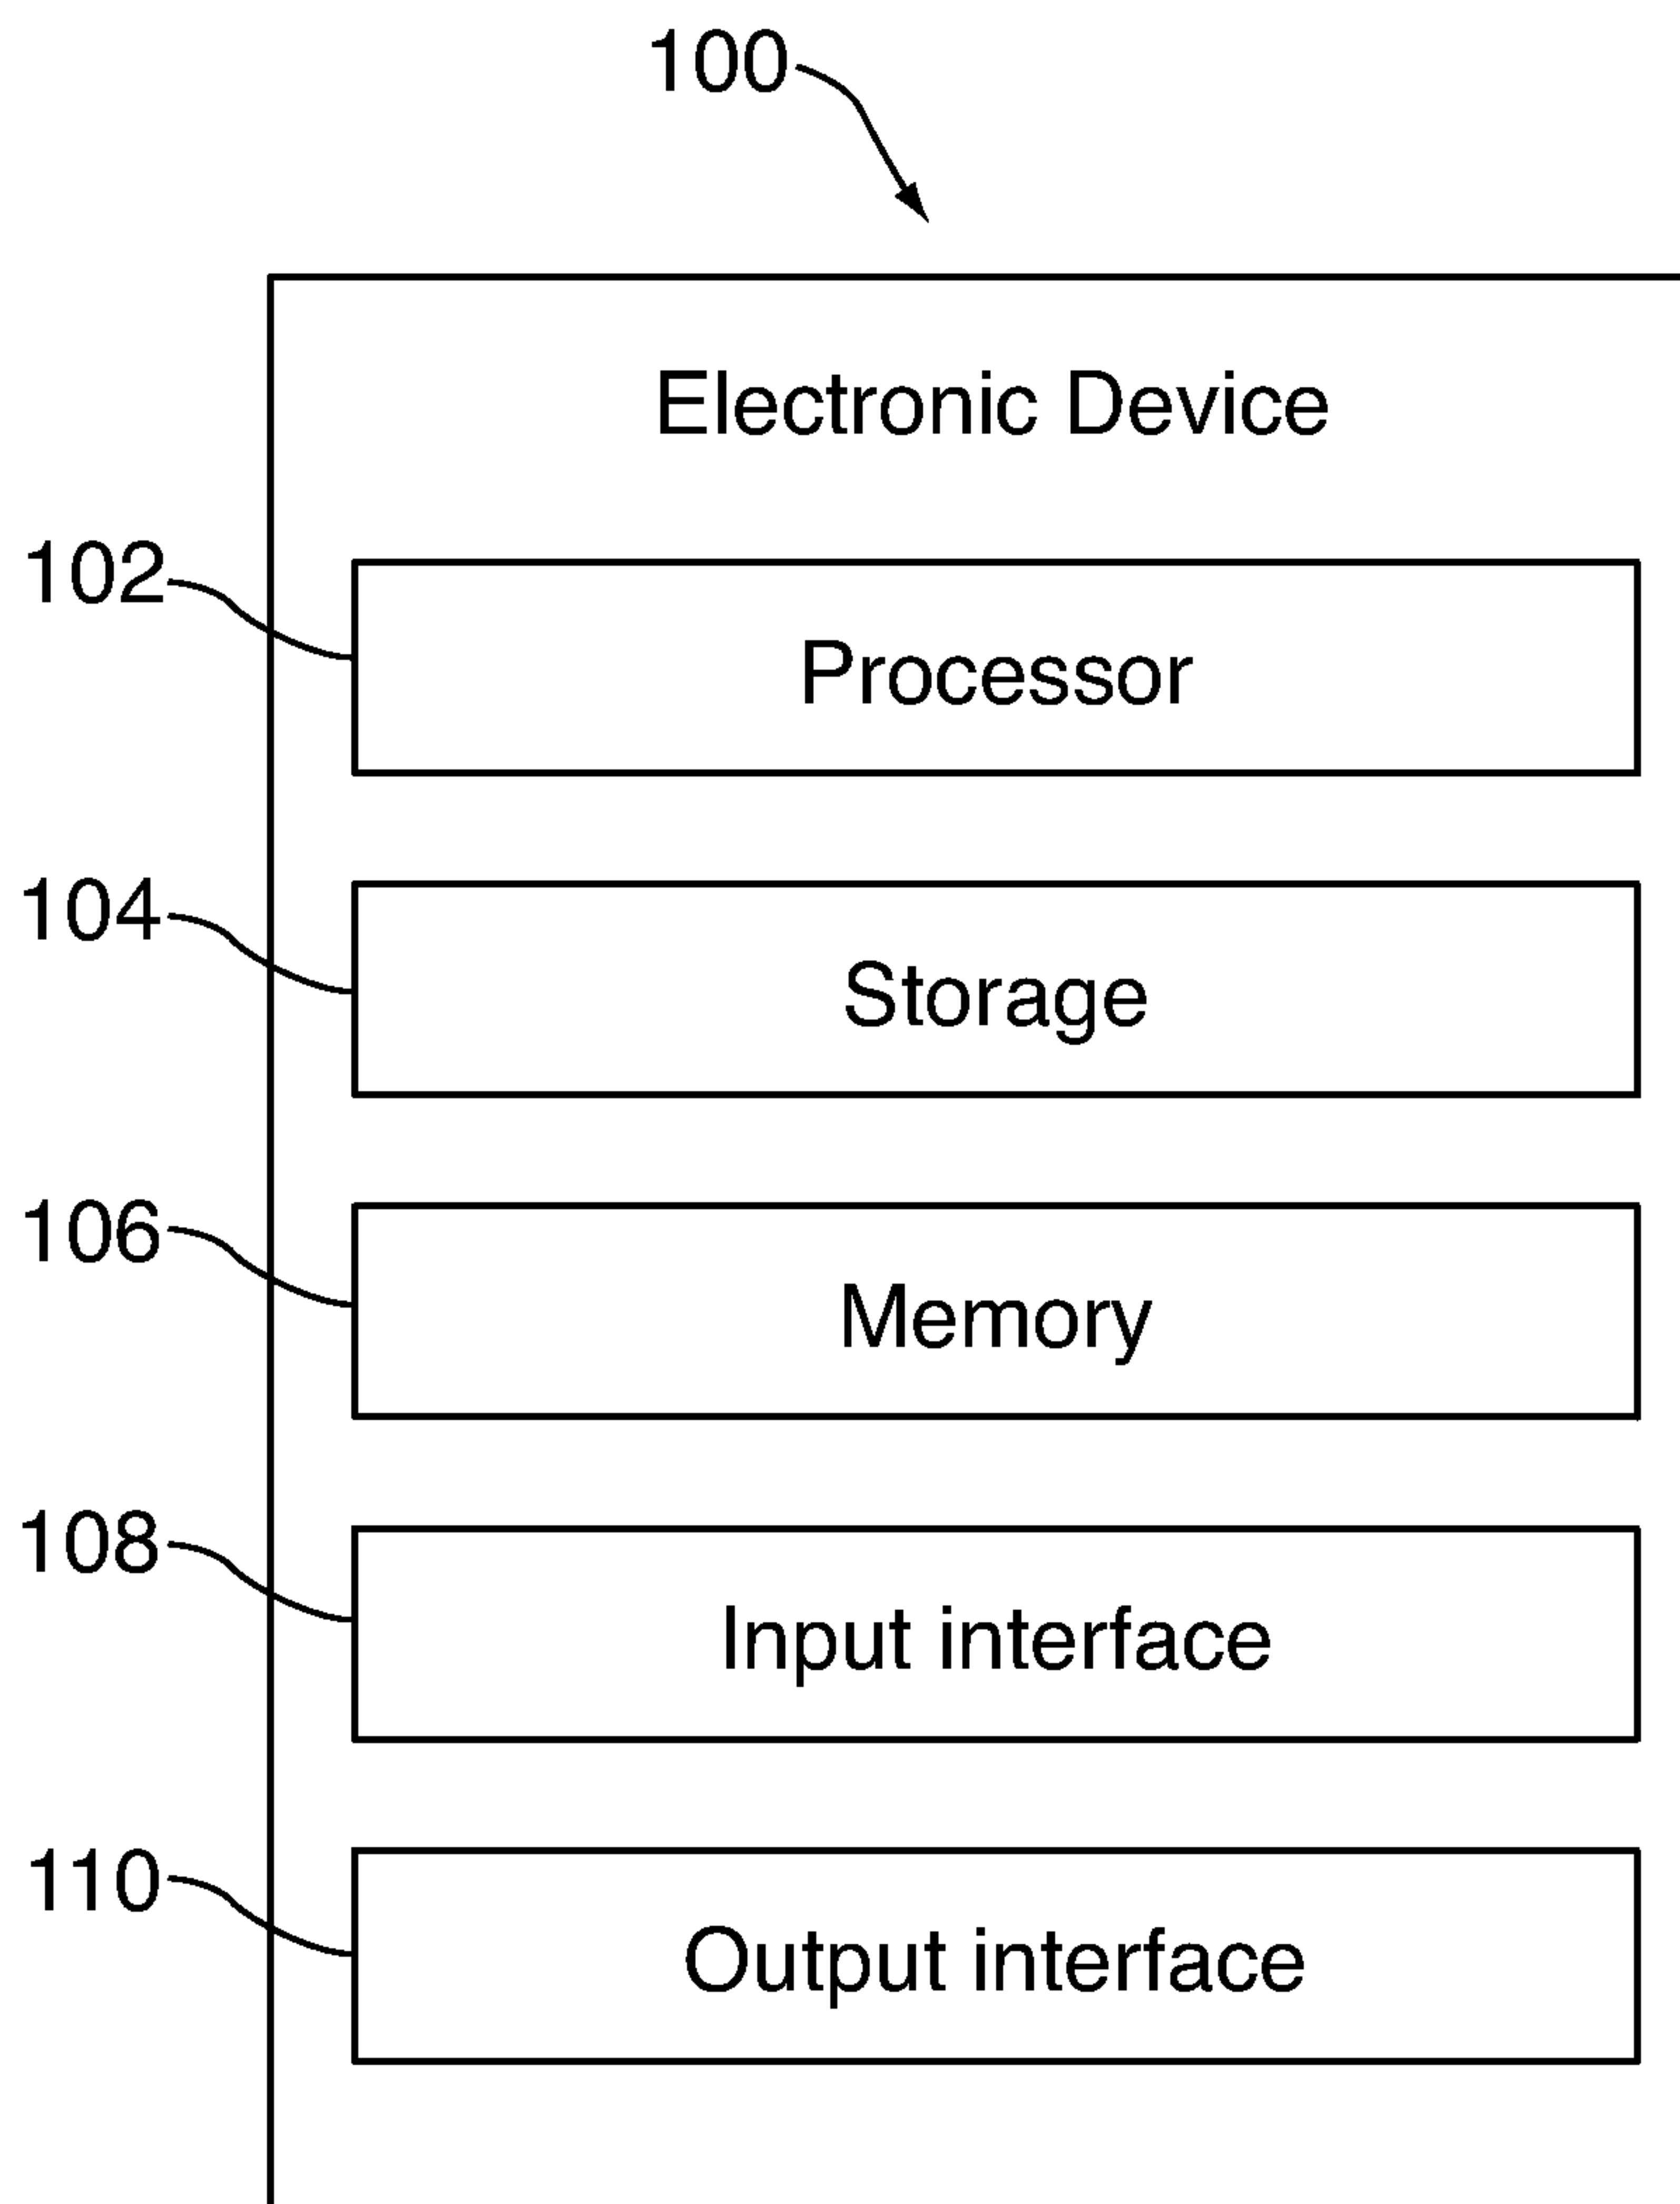 100
Electronic Device
102
Processor
104
Storage
106
Memory
108
Input interface
110
Output interface